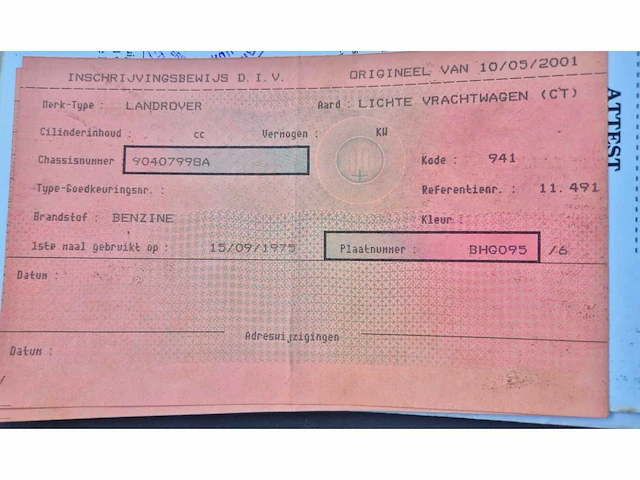 INSCHRIJVINGSBEWIJS D.I.V. ORIGINEEL VAN 10/05/2001
Merk-Type : LANDROVER Aard : LICHTE VRACHTWAGEN (CT)
Cilinderinhoud : cc Vermogen : KW
Chassisnummer : 90407998A Kode : 941
Type-Goedkeuringsnr. : Referentienr. : 11.491
Brandstof : BENZINE Kleur :
1ste maal gebruikt op : 15/09/1975 Plaatnummer : BHG095 /6
Datum :
Adreswijzigingen
Datum :
ATTEST